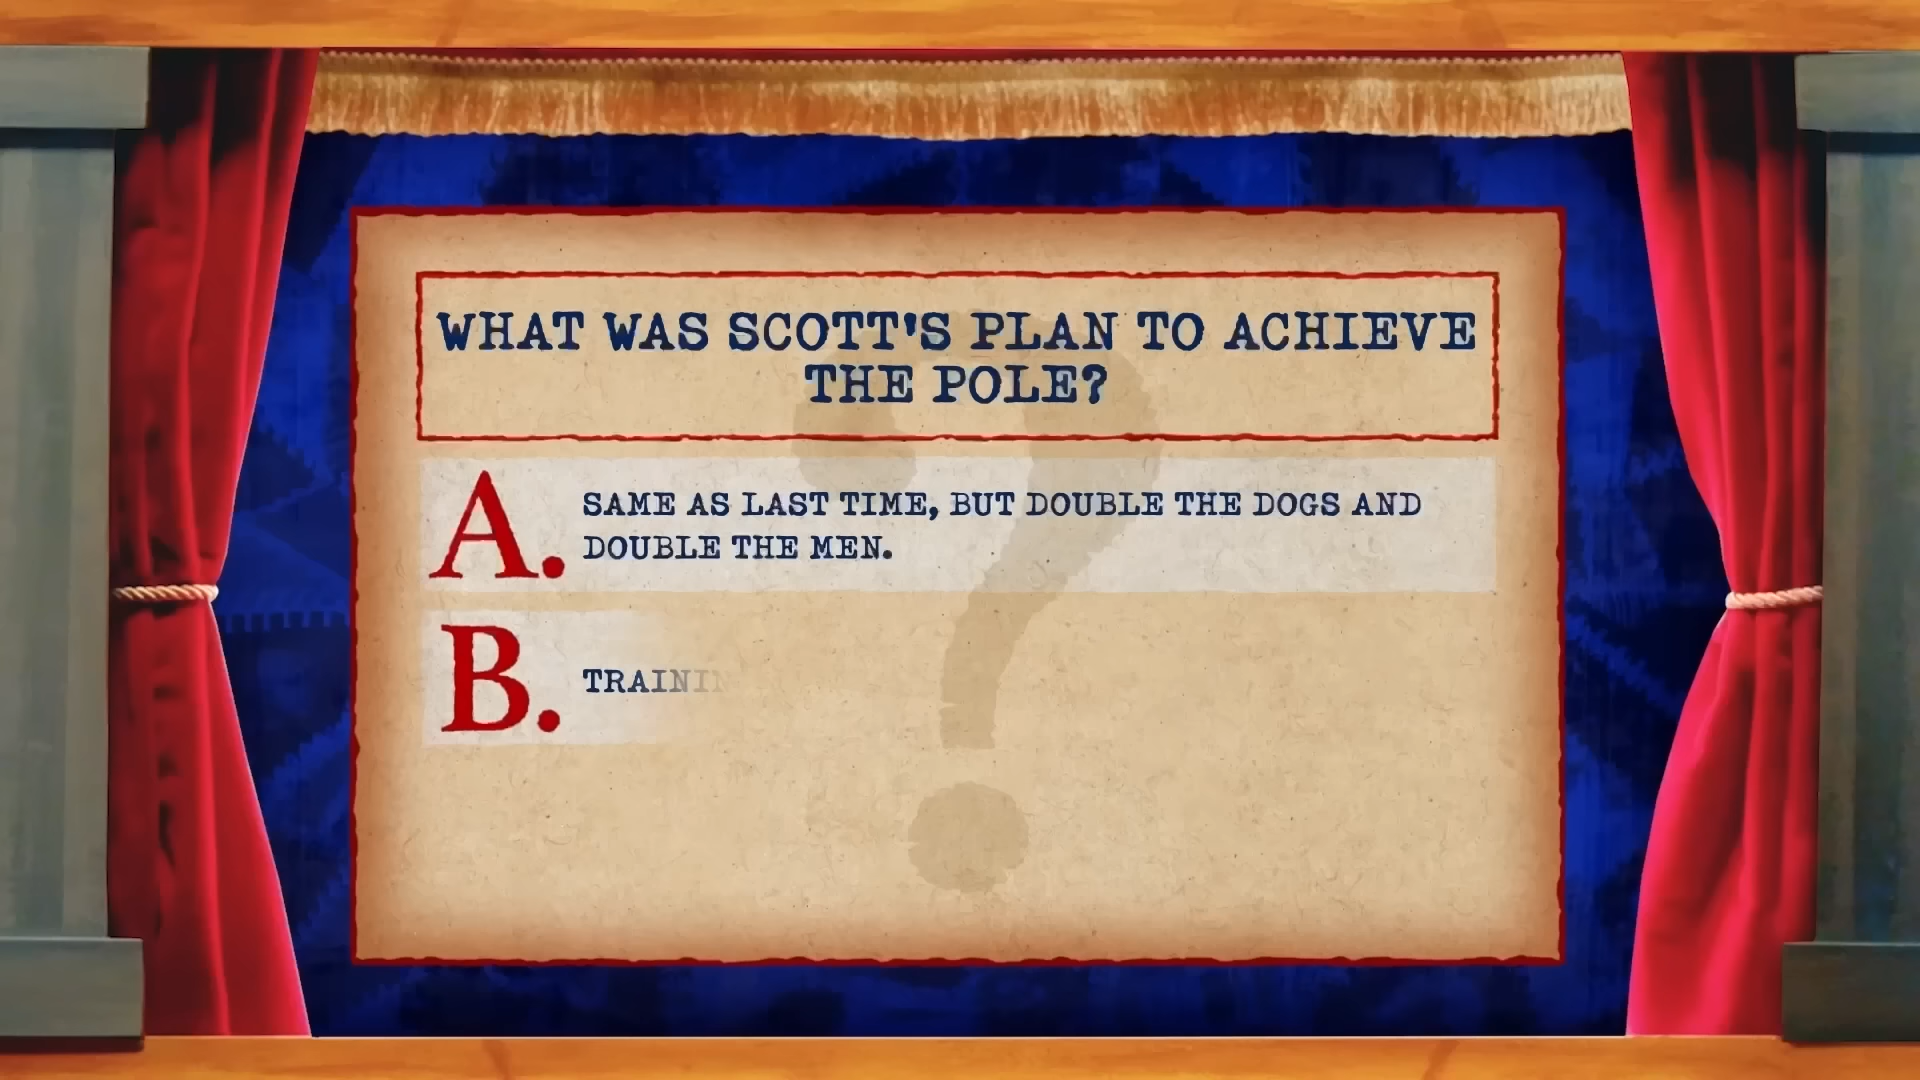 WHAT WAS SCOTT'S PLAN TO ACHIEVE
THE POLE?
A. SAME AS LAST TIME, BUT DOUBLE THE DOGS AND
DOUBLE THE MEN.
B.